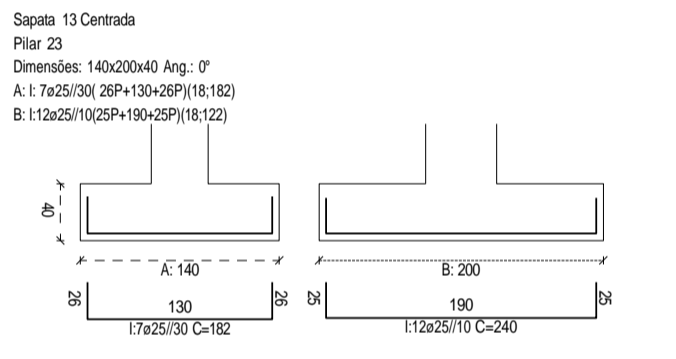 Sapata 13 Centrada
Pilar 23
Dimensões: 140x200x40 Ang.: 0º
A: I: 7ø25//30( 26P+130+26P)(18;182)
B: I:12ø25//10(25P+190+25P)(18;122)
40
A: 140
B: 200
26
130
26
I:7ø25//30 C=182
25
190
25
I:12ø25//10 C=240